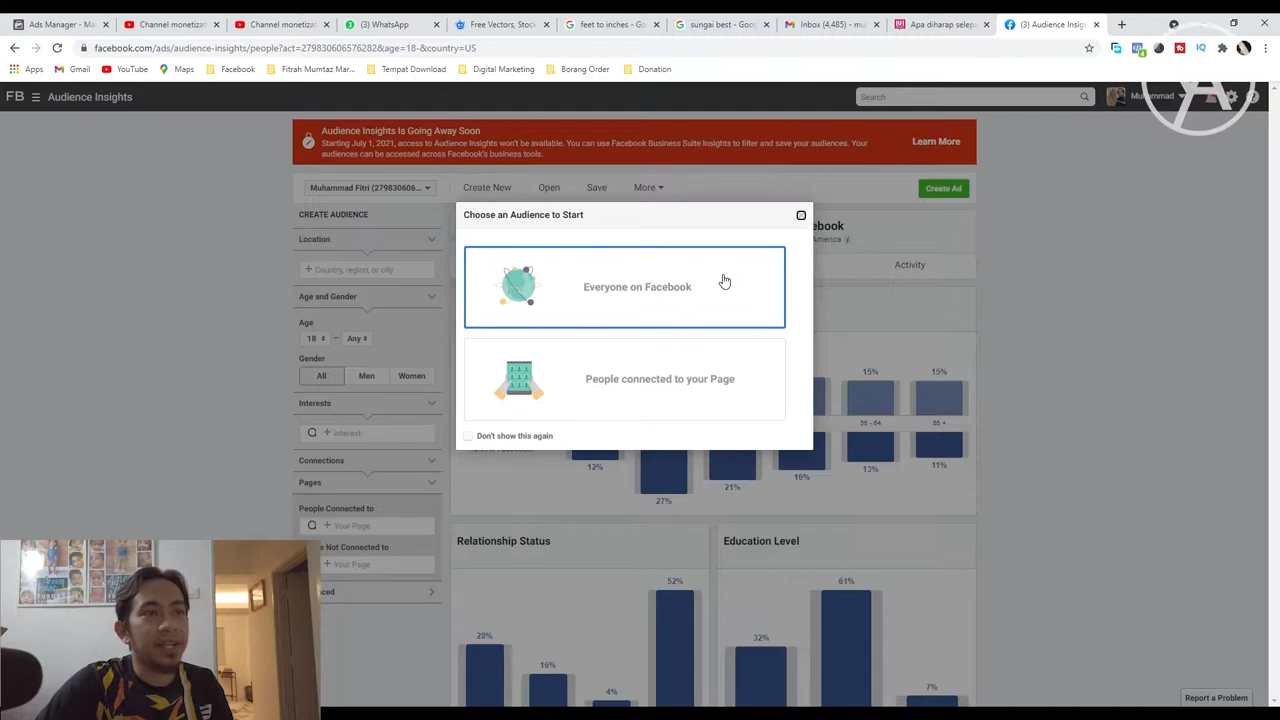 Ads Manager - Mana
Channel monetizat
Channel monetizat
(3) WhatsApp
Free Vectors, Stock
feet to inches - Goo
sungai best - Goog
Inbox (4,485) - mul
Apa diharap selepa
(3) Audience Insigh
facebook.com/ads/audience-insights/people?act=279830606576282&age=18-&country=US
Apps
Gmail
YouTube
Maps
Facebook
Fitrah Mumtaz Mar...
Tempat Download
Digital Marketing
Borang Order
Donation
FB
Audience Insights
Search
Muhammad
Audience Insights Is Going Away Soon
Starting July 1, 2021, access to Audience Insights won't be available. You can use Facebook Business Suite Insights to filter and save your audiences. Your
audiences can be accessed across Facebook's business tools.
Learn More
Muhammad Fitri (279830606...
Create New
Open
Save
More
Create Ad
CREATE AUDIENCE
Location
+ Country, region, or city
Age and Gender
Age
18 – Any
Gender
All
Men
Women
Interests
+ Interest
Connections
Pages
People Connected to
+ Your Page
Not Connected to
+ Your Page
Choose an Audience to Start
Everyone on Facebook
People connected to your Page
Don't show this again
ebook
America
Activity
15%
15%
55 - 64
65 +
12%
27%
21%
16%
13%
11%
Relationship Status
28%
16%
4%
52%
Education Level
32%
61%
7%
Report a Problem